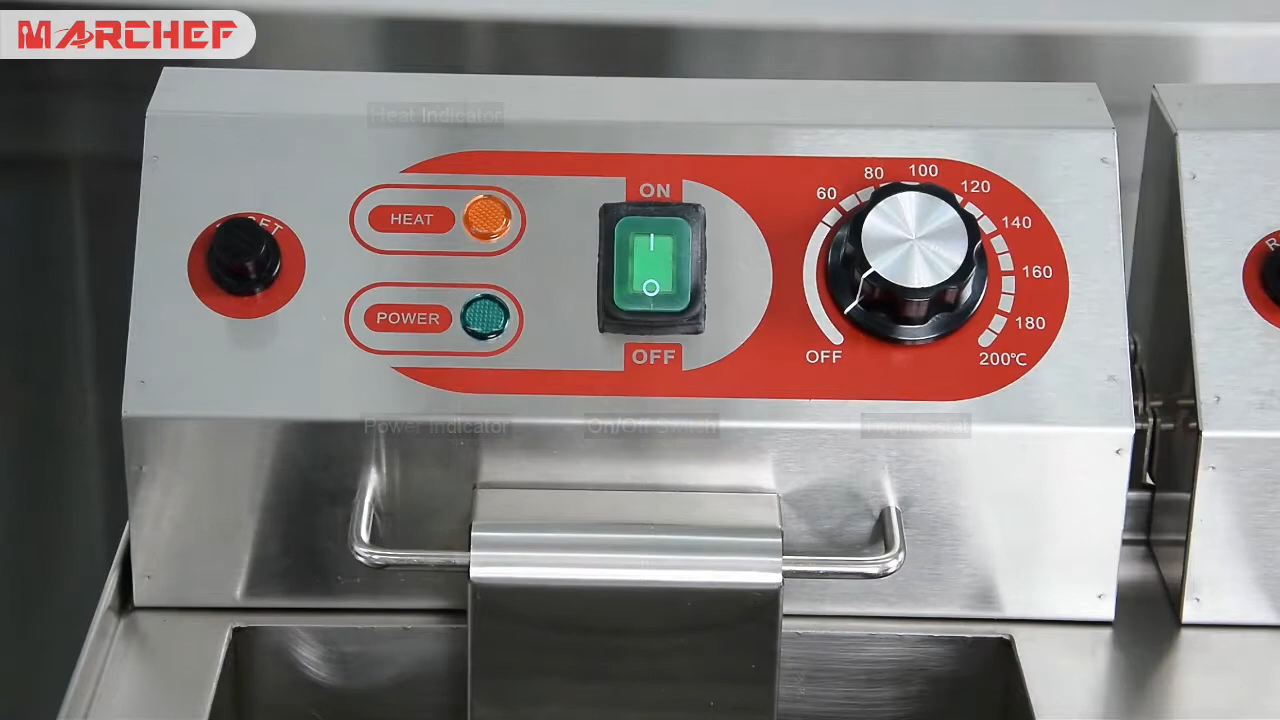 MARCHEF
Heat Indicator
HEAT
POWER
ON
OFF
60
80
100
120
140
160
180
200℃
OFF
Power Indicator
On/Off Switch
Thermostat